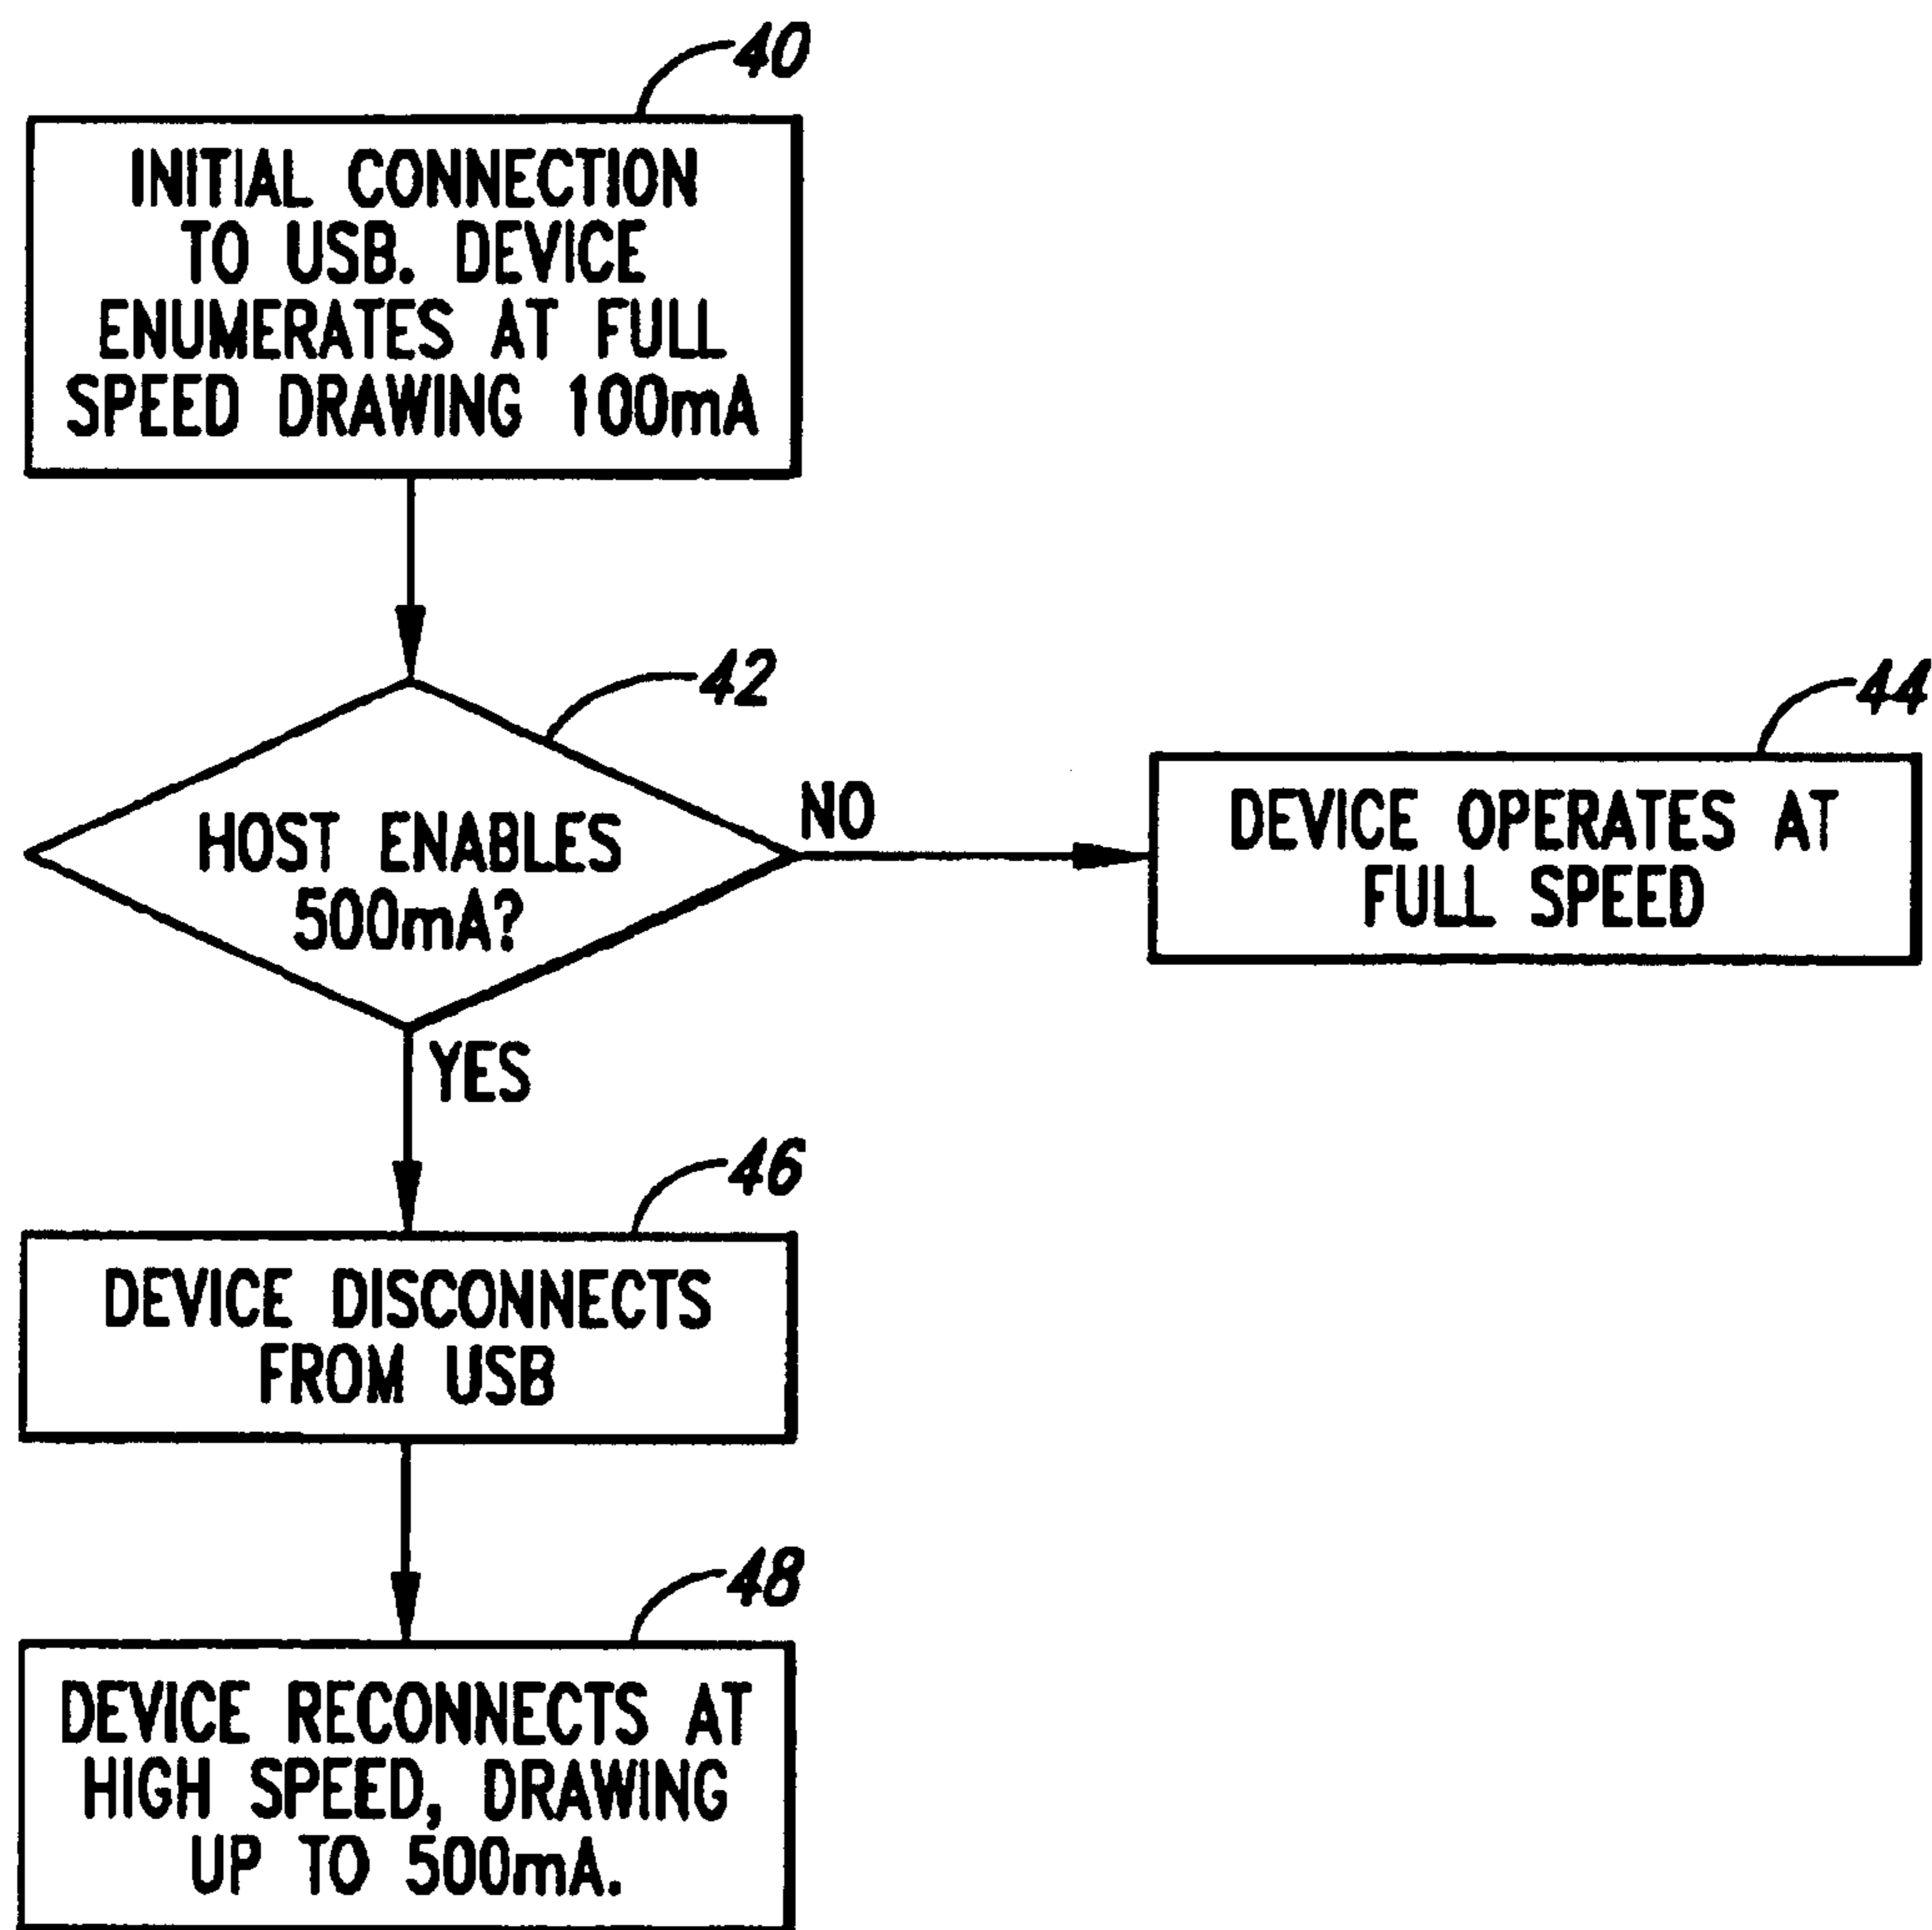 40
INITIAL CONNECTION
TO USB. DEVICE
ENUMERATES AT FULL
SPEED DRAWING 100mA
42
HOST ENABLES
500mA?
NO
44
DEVICE OPERATES AT
FULL SPEED
YES
46
DEVICE DISCONNECTS
FROM USB
48
DEVICE RECONNECTS AT
HIGH SPEED, DRAWING
UP TO 500mA.